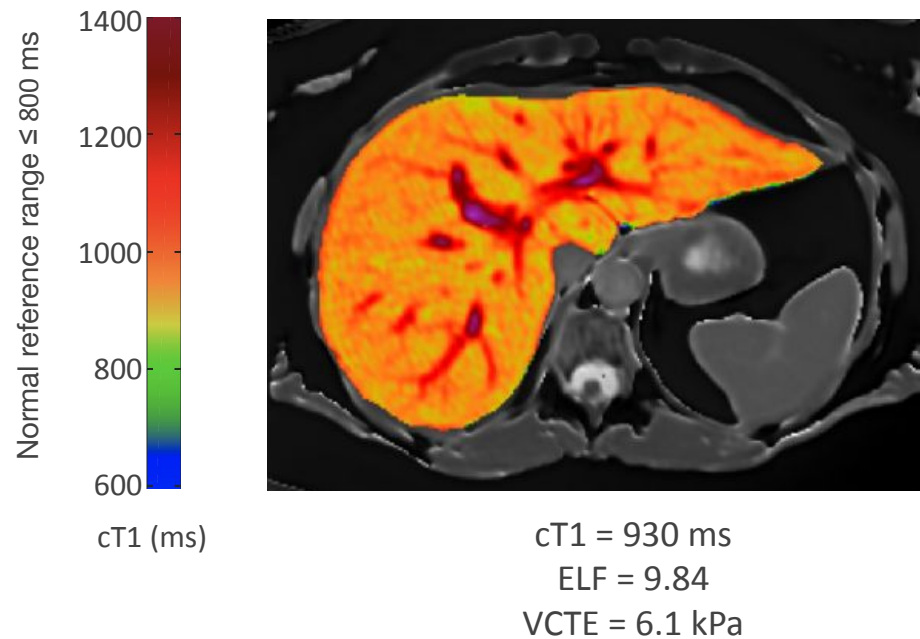 Normal reference range ≤ 800 ms
1400
1200
1000
800
600
cT1 (ms)
cT1 = 930 ms
ELF = 9.84
VCTE = 6.1 kPa